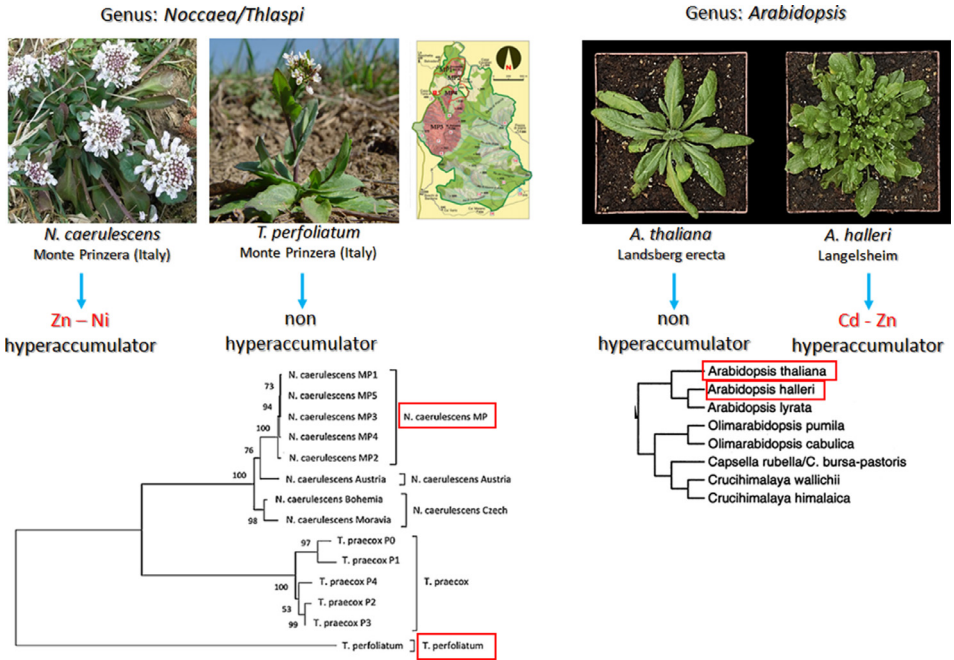 Genus: Noccaea/Thlaspi
Genus: Arabidopsis
N
MP5
N. caerulescens
Monte Prinzera (Italy)
T. perfoliatum
Monte Prinzera (Italy)
A. thaliana
Landsberg erecta
A. halleri
Langelsheim
Zn – Ni
hyperaccumulator
non
hyperaccumulator
non
hyperaccumulator
Cd - Zn
hyperaccumulator
N. caerulescens MP1
73
N. caerulescens MP5
94
N. caerulescens MP3
N. caerulescens MP
100
N. caerulescens MP4
76
N. caerulescens MP2
100
N. caerulescens Austria
N. caerulescens Austria
N. caerulescens Bohemia
N. caerulescens Czech
98
N. caerulescens Moravia
97
T. praecox P0
T. praecox P1
100
T. praecox P4
T. praecox
53
T. praecox P2
99
T. praecox P3
T. perfoliatum
T. perfoliatum
Arabidopsis thaliana
Arabidopsis halleri
Arabidopsis lyrata
Olimarabidopsis pumila
Olimarabidopsis cabulica
Capsella rubella/C. bursa-pastoris
Crucihimalaya wallichii
Crucihimalaya himalaica